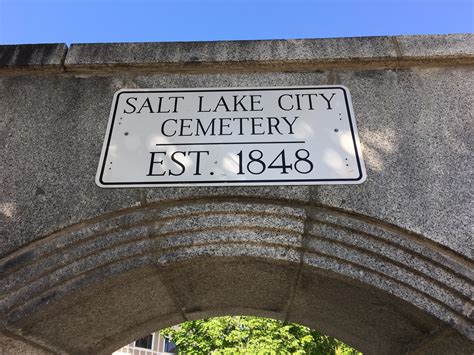 SALT LAKE CITY
CEMETERY
EST. 1848